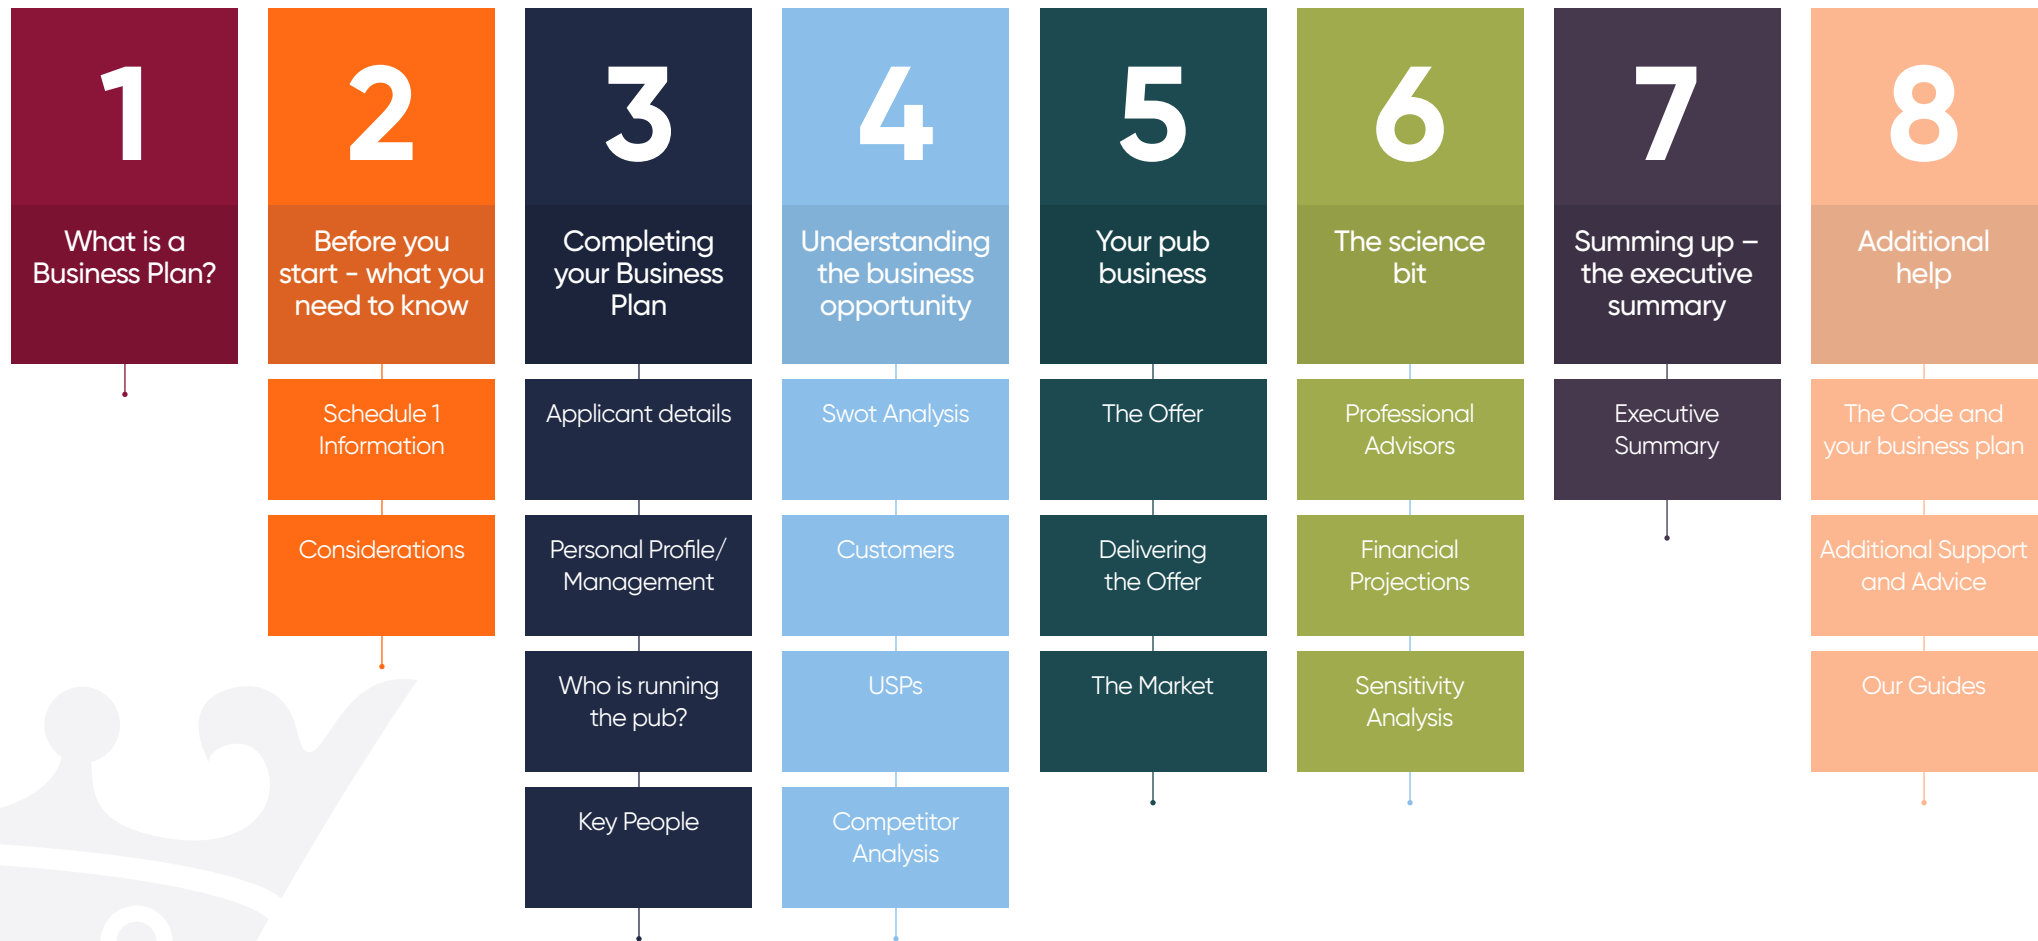 1
What is a
Business Plan?
2
Before you
start - what you
need to know
Schedule 1
Information
Considerations
3
Completing
your Business
Plan
Applicant details
Personal Profile/
Management
Who is running
the pub?
Key People
4
Understanding
the business
opportunity
Swot Analysis
Customers
USPs
Competitor
Analysis
5
Your pub
business
The Offer
Delivering
the Offer
The Market
6
The science
bit
Professional
Advisors
Financial
Projections
Sensitivity
Analysis
7
Summing up –
the executive
summary
Executive
Summary
8
Additional
help
The Code and
your business plan
Additional Support
and Advice
Our Guides